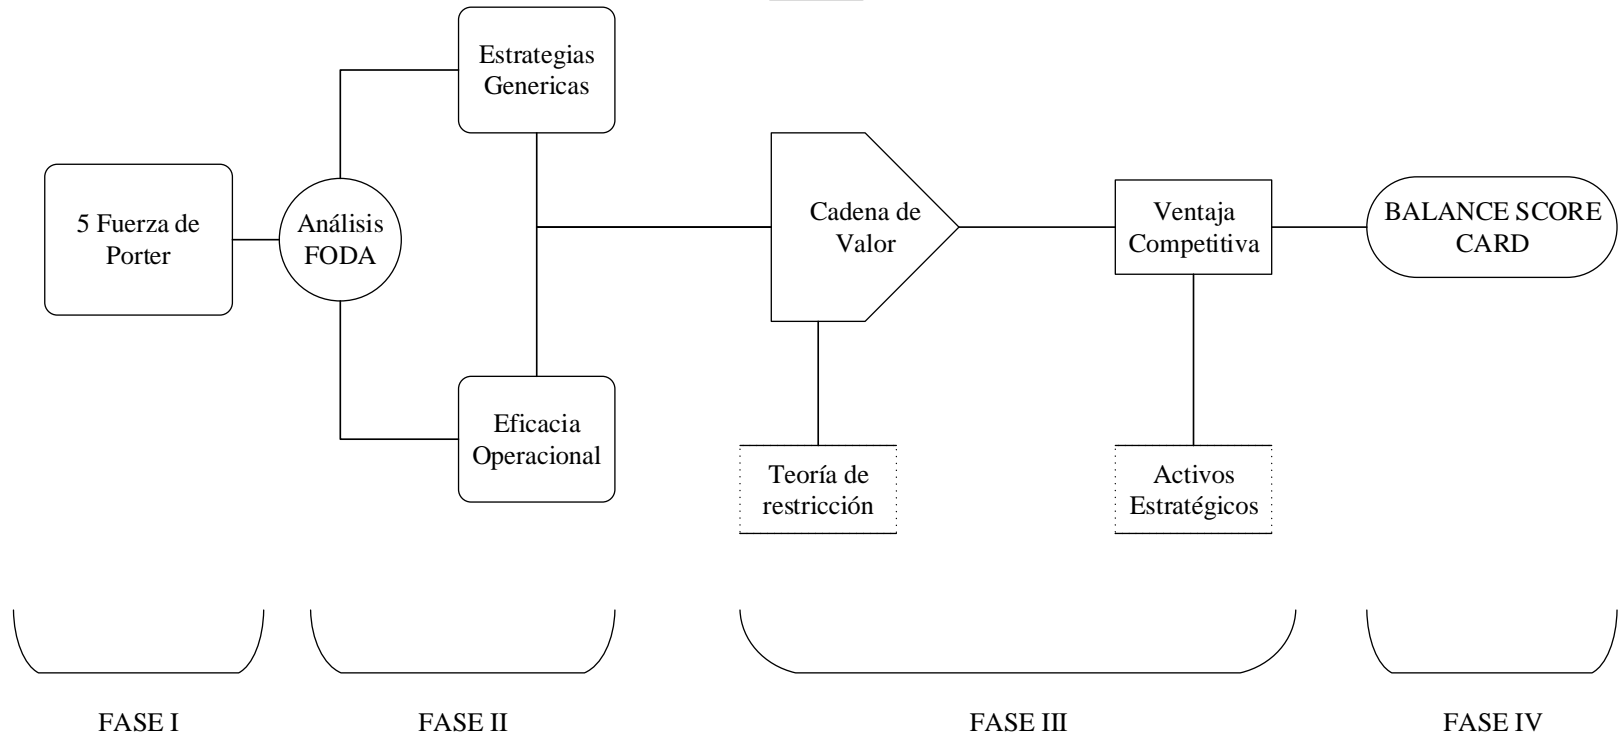 Estrategias
Genericas
5 Fuerza de
Porter
Análisis
FODA
Cadena de
Valor
Ventaja
Competitiva
BALANCE SCORE
CARD
Eficacia
Operacional
Teoría de
restricción
Activos
Estratégicos
FASE I
FASE II
FASE III
FASE IV